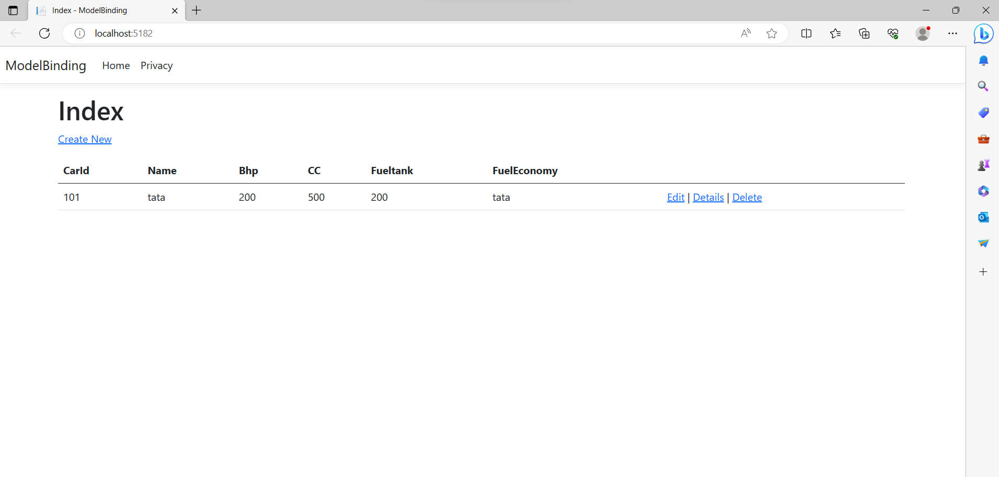 Index - ModelBinding
localhost:5182
ModelBinding Home Privacy
Index
Create New
CarId Name Bhp CC Fueltank FuelEconomy
101 tata 200 500 200 tata Edit | Details | Delete